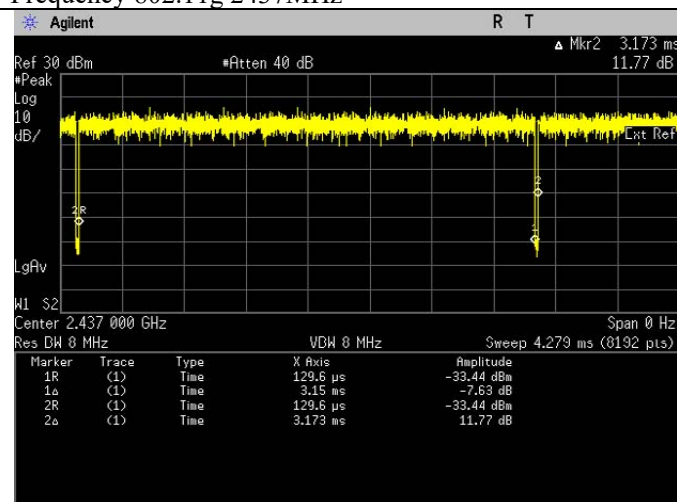 Frequency 802.11g 2437MHz
Agilent R T
Δ Mkr2 3.173 ms
Ref 30 dBm #Atten 40 dB 11.77 dB
#Peak
Log
10
dB/
Ext Ref
2R
2
1
LgAv
W1 S2
Center 2.437 000 GHz Span 0 Hz
Res BW 8 MHz VBW 8 MHz Sweep 4.279 ms (8192 pts)
Marker Trace Type X Axis Amplitude
1R (1) Time 129.6 µs -33.44 dBm
1Δ (1) Time 3.15 ms -7.63 dB
2R (1) Time 129.6 µs -33.44 dBm
2Δ (1) Time 3.173 ms 11.77 dB